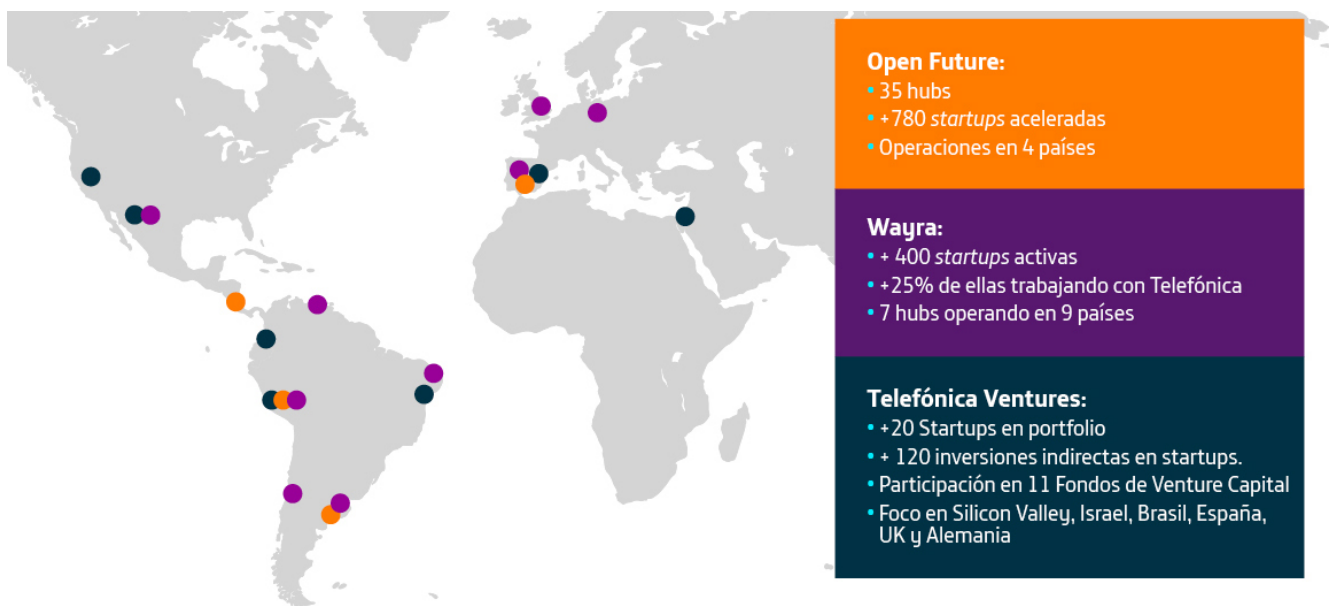 Open Future:
• 35 hubs
• +780 startups aceleradas
• Operaciones en 4 países
Wayra:
• + 400 startups activas
• +25% de ellas trabajando con Telefónica
• 7 hubs operando en 9 países
Telefónica Ventures:
• +20 Startups en portfolio
• + 120 inversiones indirectas en startups.
• Participación en 11 Fondos de Venture Capital
• Foco en Silicon Valley, Israel, Brasil, España,
UK y Alemania